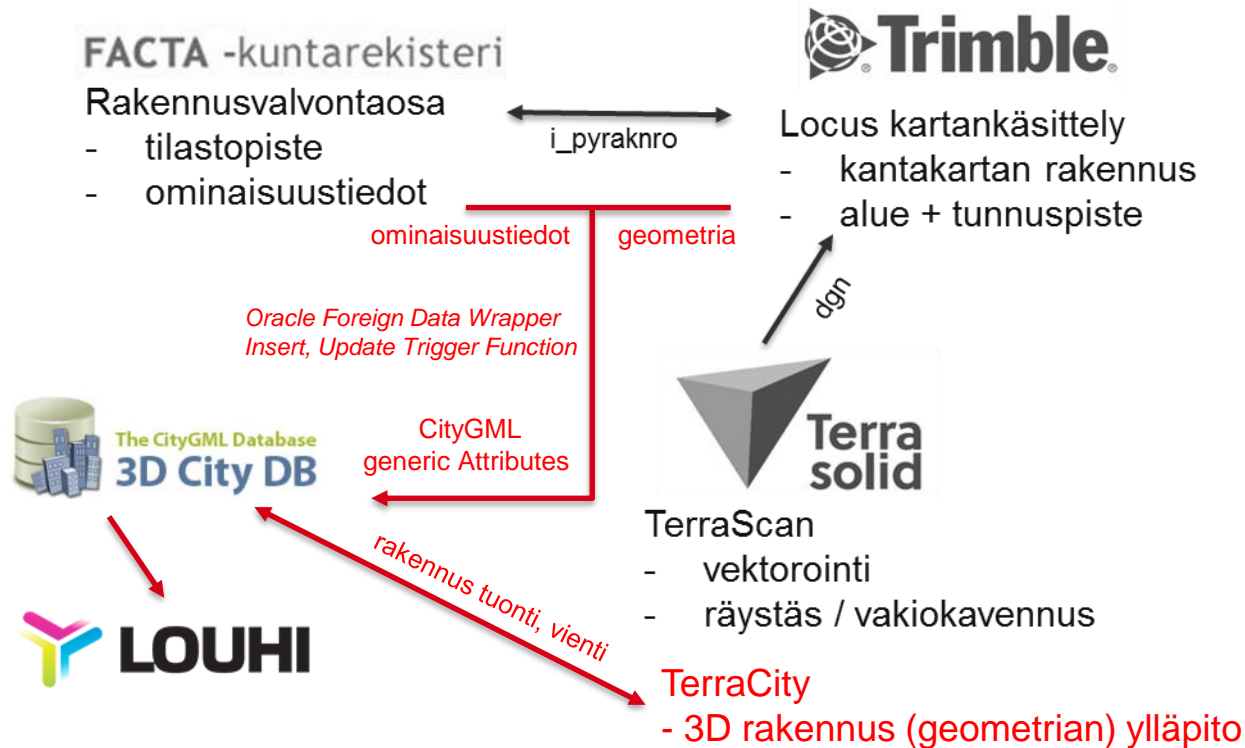 FACTA -kuntarekisteri
Rakennusvalvontaosa
- tilastopiste
- ominaisuustiedot
i_pyraknro
Trimble®
Locus kartankäsittely
- kantakartan rakennus
- alue + tunnuspiste
ominaisuustiedot
geometria
Oracle Foreign Data Wrapper
Insert, Update Trigger Function
dgn
CityGML
generic Attributes
The CityGML Database
3D City DB
Terra
solid
TerraScan
- vektorointi
- räystäs / vakiokavennus
rakennus tuonti, vienti
LOUHI
TerraCity
- 3D rakennus (geometrian) ylläpito